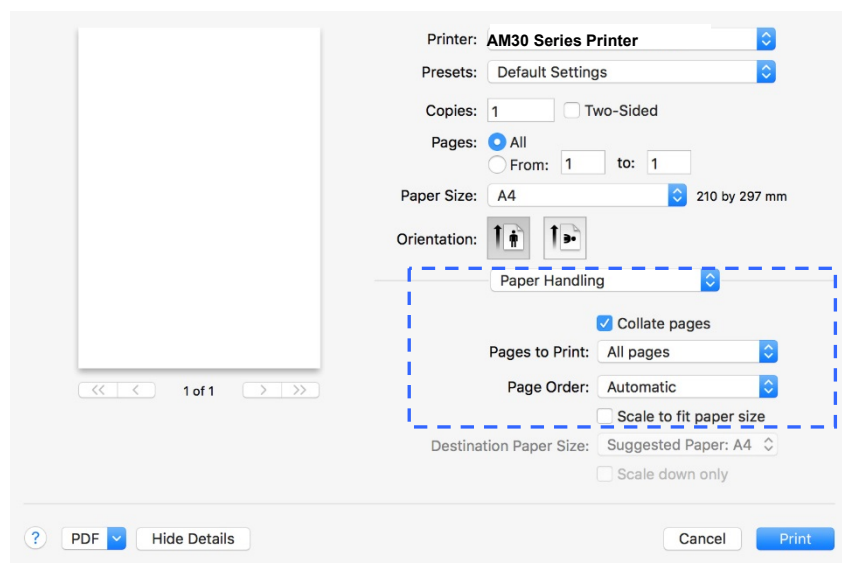 Printer: AM30 Series Printer
Presets: Default Settings
Copies: 1 Two-Sided
Pages: All
From: 1 to: 1
Paper Size: A4 210 by 297 mm
Orientation:
Paper Handling
Collate pages
Pages to Print: All pages
<< < 1 of 1 > >>
Page Order: Automatic
Scale to fit paper size
Destination Paper Size: Suggested Paper: A4
Scale down only
? PDF Hide Details Cancel Print